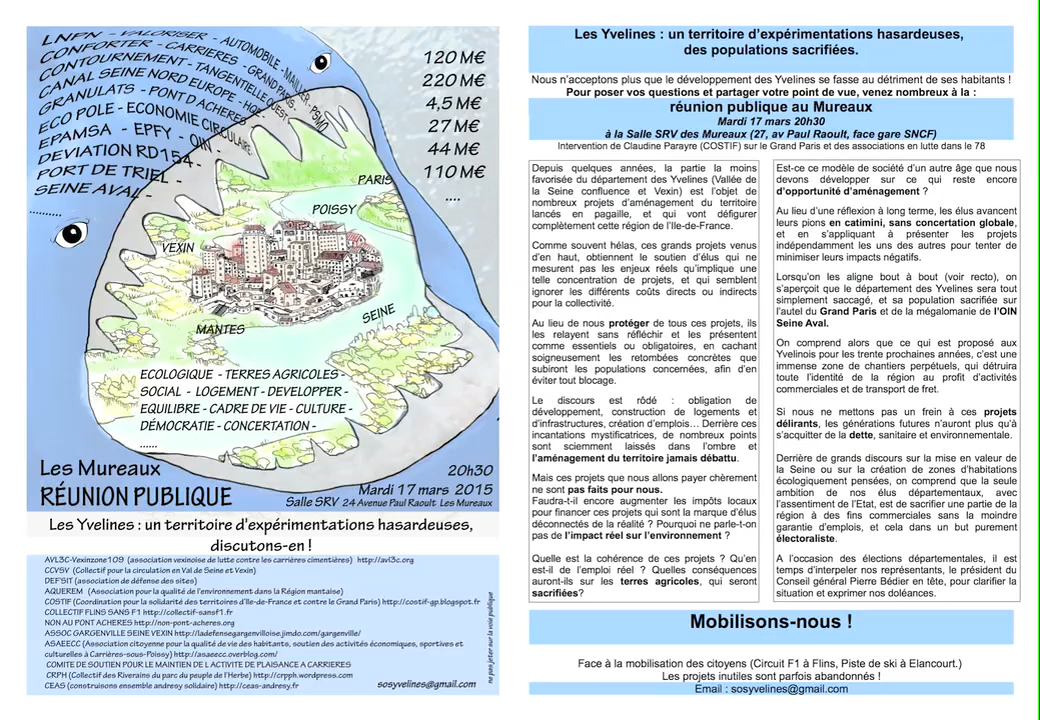 LNPN - VALORISER - AUTOMOBILE - MAILLER
CONFORTER - CARRIERES - GRAND PARIS - PSMO
CONTOURNEMENT - TANGENTIELLE OUEST
CANAL SEINE NORD EUROPE - HQE -
GRANULATS - PONT D'ACHERES
ECO POLE - ECONOMIE CIRCULAIRE
EPAMSA - EPFY - OIN -
DEVIATION RD154 -
PORT DE TRIEL -
SEINE AVAL -
...........
120 M€
220 M€
4,5 M€
27 M€
44 M€
110 M€
....
PARIS
POISSY
VEXIN
SEINE
MANTES
ECOLOGIQUE - TERRES AGRICOLES -
SOCIAL - LOGEMENT - DEVELOPPER -
EQUILIBRE - CADRE DE VIE - CULTURE -
DÉMOCRATIE - CONCERTATION -
......
Les Mureaux
RÉUNION PUBLIQUE
20h30
Mardi 17 mars 2015
Salle SRV 24 Avenue Paul Raoult Les Mureaux
Les Yvelines : un territoire d'expérimentations hasardeuses,
discutons-en !
AVL3C-Vexinzone109 (association vexinoise de lutte contre les carrières cimentières) http://avl3c.org
CCVSV (Collectif pour la circulation en Val de Seine et Vexin)
DEF'SIT (association de défense des sites)
AQUEREM (Association pour la qualité de l'environnement dans la Région mantaise)
COSTIF (Coordination pour la solidarité des territoires d'Ile-de-France et contre le Grand Paris) http://costif-gp.blogspot.fr
COLLECTIF FLINS SANS F1 http://collectif-sansf1.fr
NON AU PONT ACHERES http://non-pont-acheres.org
ASSOC GARGENVILLE SEINE VEXIN http://ladefensegargenvilloise.jimdo.com/gargenville/
ASAEECC (Association citoyenne pour la qualité de vie des habitants, soutien des activités économiques, sportives et
culturelles à Carrières-sous-Poissy) http://asaeecc.overblog.com/
COMITE DE SOUTIEN POUR LE MAINTIEN DE L ACTIVITE DE PLAISANCE A CARRIERES
CRPH (Collectif des Riverains du parc du peuple de l'Herbe) http://crpph.wordpress.com
CEAS (construisons ensemble andresy solidaire) http://ceas-andresy.fr
sosyvelines@gmail.com
ne pas jeter sur la voie publique
Les Yvelines : un territoire d'expérimentations hasardeuses,
des populations sacrifiées.
Nous n'acceptons plus que le développement des Yvelines se fasse au détriment de ses habitants !
Pour poser vos questions et partager votre point de vue, venez nombreux à la :
réunion publique au Mureaux
Mardi 17 mars 20h30
à la Salle SRV des Mureaux (27, av Paul Raoult, face gare SNCF)
Intervention de Claudine Parayre (COSTIF) sur le Grand Paris et des associations en lutte dans le 78
Depuis quelques années, la partie la moins
favorisée du département des Yvelines (Vallée de
la Seine confluence et Vexin) est l'objet de
nombreux projets d'aménagement du territoire
lancés en pagaille, et qui vont défigurer
complètement cette région de l'Ile-de-France.
Comme souvent hélas, ces grands projets venus
d'en haut, obtiennent le soutien d'élus qui ne
mesurent pas les enjeux réels qu'implique une
telle concentration de projets, et qui semblent
ignorer les différents coûts directs ou indirects
pour la collectivité.
Au lieu de nous protéger de tous ces projets, ils
les relayent sans réfléchir et les présentent
comme essentiels ou obligatoires, en cachant
soigneusement les retombées concrètes que
subiront les populations concernées, afin d'en
éviter tout blocage.
Le discours est rôdé : obligation de
développement, construction de logements et
d'infrastructures, création d'emplois… Derrière ces
incantations mystificatrices, de nombreux points
sont sciemment laissés dans l'ombre et
l'aménagement du territoire jamais débattu.
Mais ces projets que nous allons payer chèrement
ne sont pas faits pour nous.
Faudra-t-il encore augmenter les impôts locaux
pour financer ces projets qui sont la marque d'élus
déconnectés de la réalité ? Pourquoi ne parle-t-on
pas de l'impact réel sur l'environnement ?
Quelle est la cohérence de ces projets ? Qu'en
est-il de l'emploi réel ? Quelles conséquences
auront-ils sur les terres agricoles, qui seront
sacrifiées?
Est-ce ce modèle de société d'un autre âge que nous
devons développer sur ce qui reste encore
d'opportunité d'aménagement ?
Au lieu d'une réflexion à long terme, les élus avancent
leurs pions en catimini, sans concertation globale,
et en s'appliquant à présenter les projets
indépendamment les uns des autres pour tenter de
minimiser leurs impacts négatifs.
Lorsqu'on les aligne bout à bout (voir recto), on
s'aperçoit que le département des Yvelines sera tout
simplement saccagé, et sa population sacrifiée sur
l'autel du Grand Paris et de la mégalomanie de l'OIN
Seine Aval.
On comprend alors que ce qui est proposé aux
Yvelinois pour les trente prochaines années, c'est une
immense zone de chantiers perpétuels, qui détruira
toute l'identité de la région au profit d'activités
commerciales et de transport de fret.
Si nous ne mettons pas un frein à ces projets
délirants, les générations futures n'auront plus qu'à
s'acquitter de la dette, sanitaire et environnementale.
Derrière de grands discours sur la mise en valeur de
la Seine ou sur la création de zones d'habitations
écologiquement pensées, on comprend que la seule
ambition de nos élus départementaux, avec
l'assentiment de l'Etat, est de sacrifier une partie de la
région à des fins commerciales sans la moindre
garantie d'emplois, et cela dans un but purement
électoraliste.
A l'occasion des élections départementales, il est
temps d'interpeler nos représentants, le président du
Conseil général Pierre Bédier en tête, pour clarifier la
situation et exprimer nos doléances.
Mobilisons-nous !
Face à la mobilisation des citoyens (Circuit F1 à Flins, Piste de ski à Elancourt.)
Les projets inutiles sont parfois abandonnés !
Email : sosyvelines@gmail.com